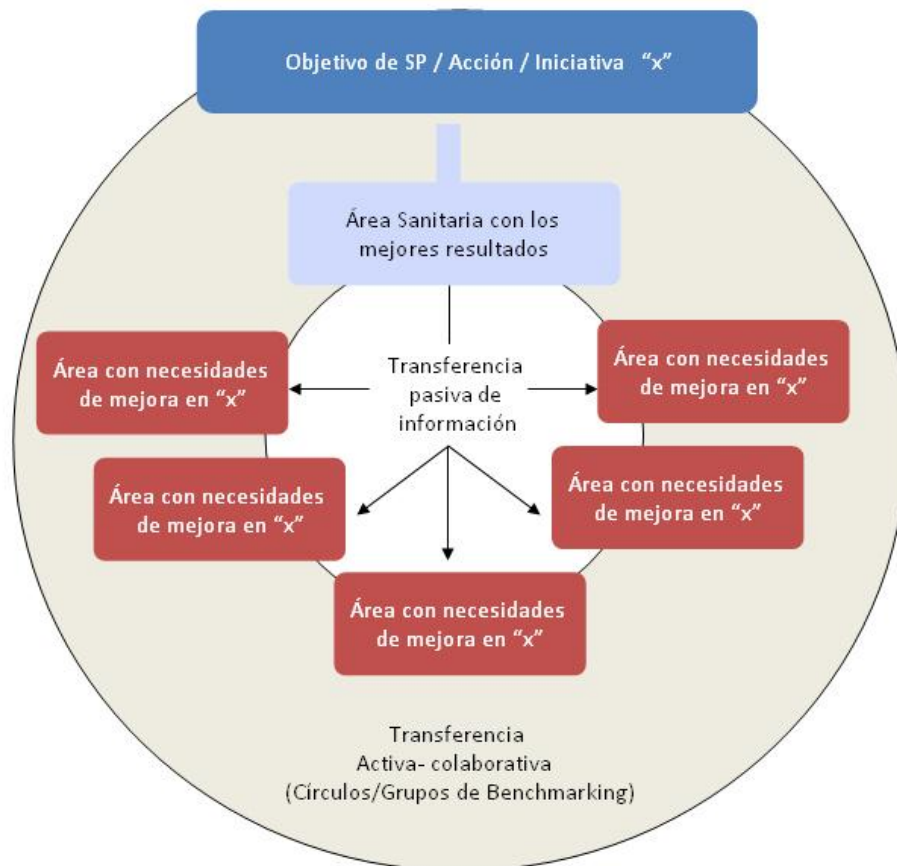 Objetivo de SP / Acción / Iniciativa “x”
Área Sanitaria con los
mejores resultados
Área con necesidades
de mejora en “x”
Transferencia
pasiva de
información
Área con necesidades
de mejora en “x”
Área con necesidades
de mejora en “x”
Área con necesidades
de mejora en “x”
Área con necesidades
de mejora en “x”
Transferencia
Activa- colaborativa
(Círculos/Grupos de Benchmarking)